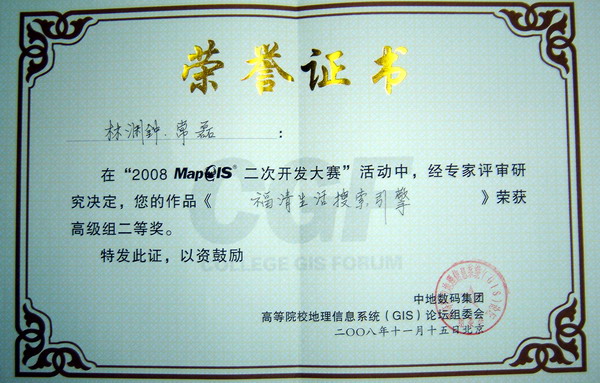 荣誉证书
林润钟、常磊 :
在“2008 MapGIS® 二次开发大赛”活动中，经专家评审研
究决定，您的作品《福清生活搜索引擎》荣获
高级组二等奖。
特发此证，以资鼓励
CGF
COLLEGE GIS FORUM
中地数码集团
高等院校地理信息系统（GIS）论坛组委会
二〇〇八年十一月十五日北京